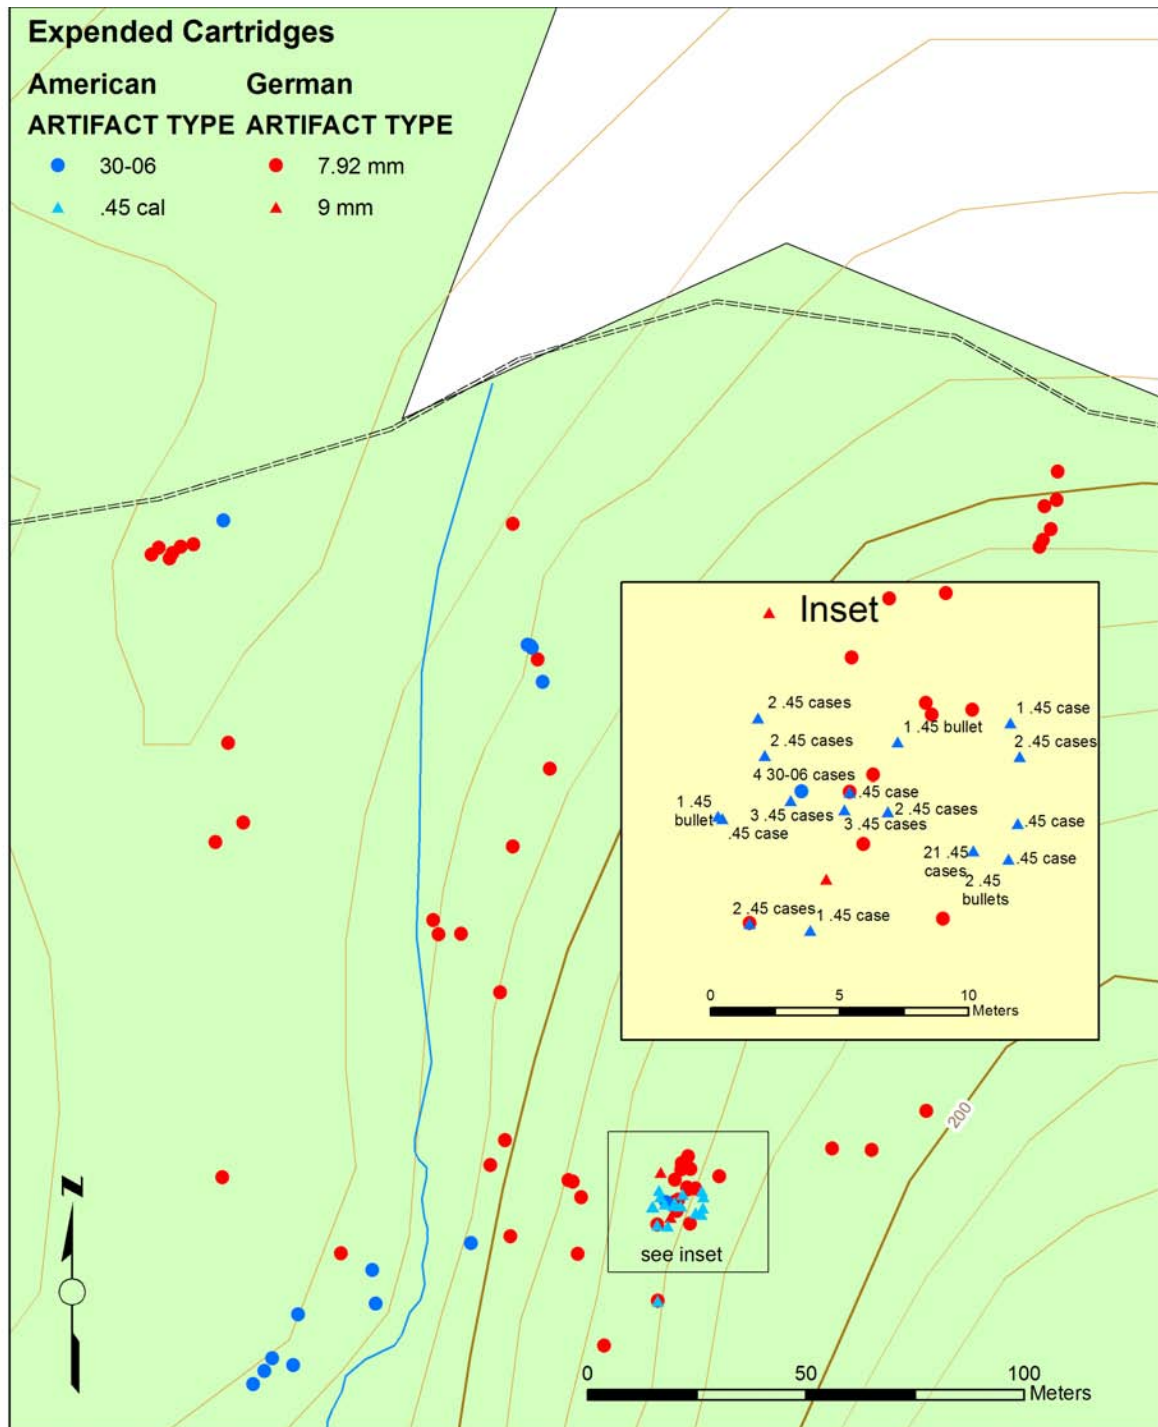 Expended Cartridges
American German
ARTIFACT TYPE ARTIFACT TYPE
30-06 7.92 mm
.45 cal 9 mm
Inset
2 .45 cases
1 .45 case
1 .45 bullet
2 .45 cases
2 .45 cases
4 30-06 cases
.45 case
1 .45
bullet
.45 case
3 .45 cases
3 .45 cases
2 .45 cases
.45 case
21 .45
cases
.45 case
2 .45
bullets
2 .45 cases
1 .45 case
0 5 10
Meters
200
N
see inset
0 50 100
Meters